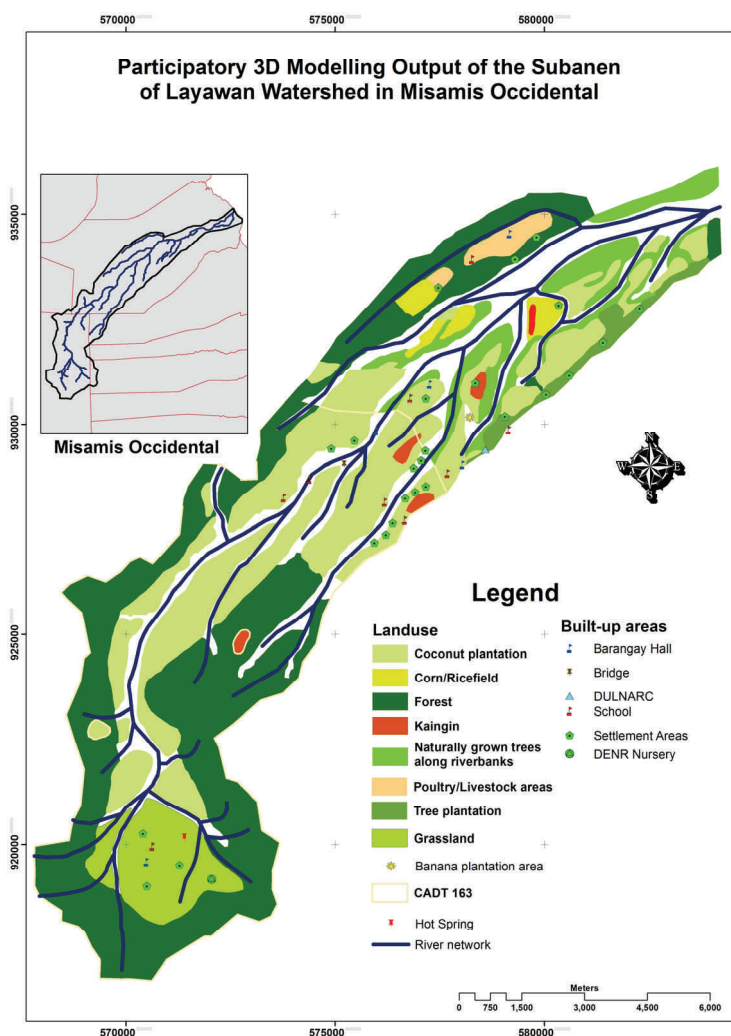 570000 575000 580000
Participatory 3D Modelling Output of the Subanen
of Layawan Watershed in Misamis Occidental
935000
930000
925000
920000
Misamis Occidental
N
W E
S
Legend
Landuse
Coconut plantation
Corn/Ricefield
Forest
Kaingin
Naturally grown trees
along riverbanks
Poultry/Livestock areas
Tree plantation
Grassland
Banana plantation area
CADT 163
Hot Spring
River network
Built-up areas
Barangay Hall
Bridge
DULNARC
School
Settlement Areas
DENR Nursery
Meters
0 750 1,500 3,000 4,500 6,000
935000
930000
925000
920000
570000 575000 580000